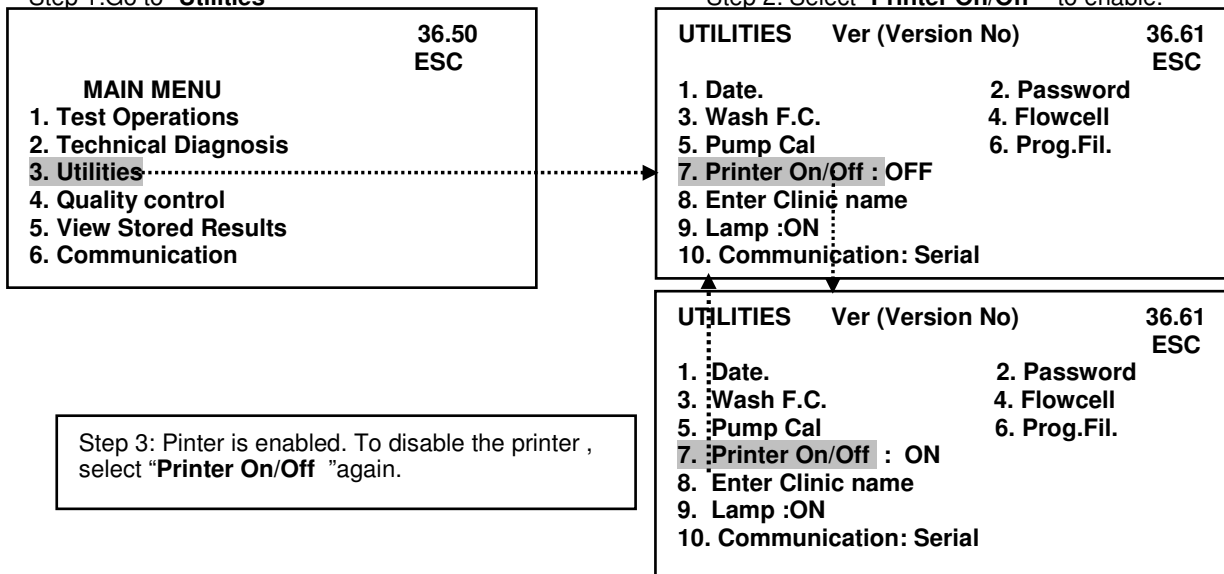 Step 1:Go to "Utilities"
Step 2: Select "Printer On/Off " to enable.
36.50
ESC
MAIN MENU
1. Test Operations
2. Technical Diagnosis
3. Utilities
4. Quality control
5. View Stored Results
6. Communication
UTILITIES Ver (Version No) 36.61
ESC
1. Date. 2. Password
3. Wash F.C. 4. Flowcell
5. Pump Cal 6. Prog.Fil.
7. Printer On/Off : OFF
8. Enter Clinic name
9. Lamp :ON
10. Communication: Serial
UTILITIES Ver (Version No) 36.61
ESC
1. Date. 2. Password
3. Wash F.C. 4. Flowcell
5. Pump Cal 6. Prog.Fil.
7. Printer On/Off : ON
8. Enter Clinic name
9. Lamp :ON
10. Communication: Serial
Step 3: Pinter is enabled. To disable the printer ,
select “Printer On/Off ”again.